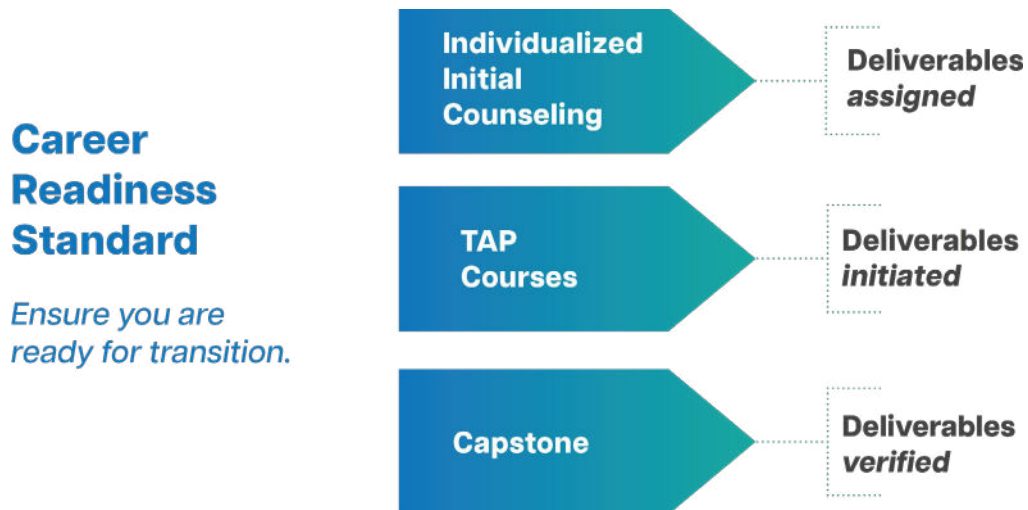 Career
Readiness
Standard
Ensure you are
ready for transition.
Individualized
Initial
Counseling
Deliverables
assigned
TAP
Courses
Deliverables
initiated
Capstone
Deliverables
verified